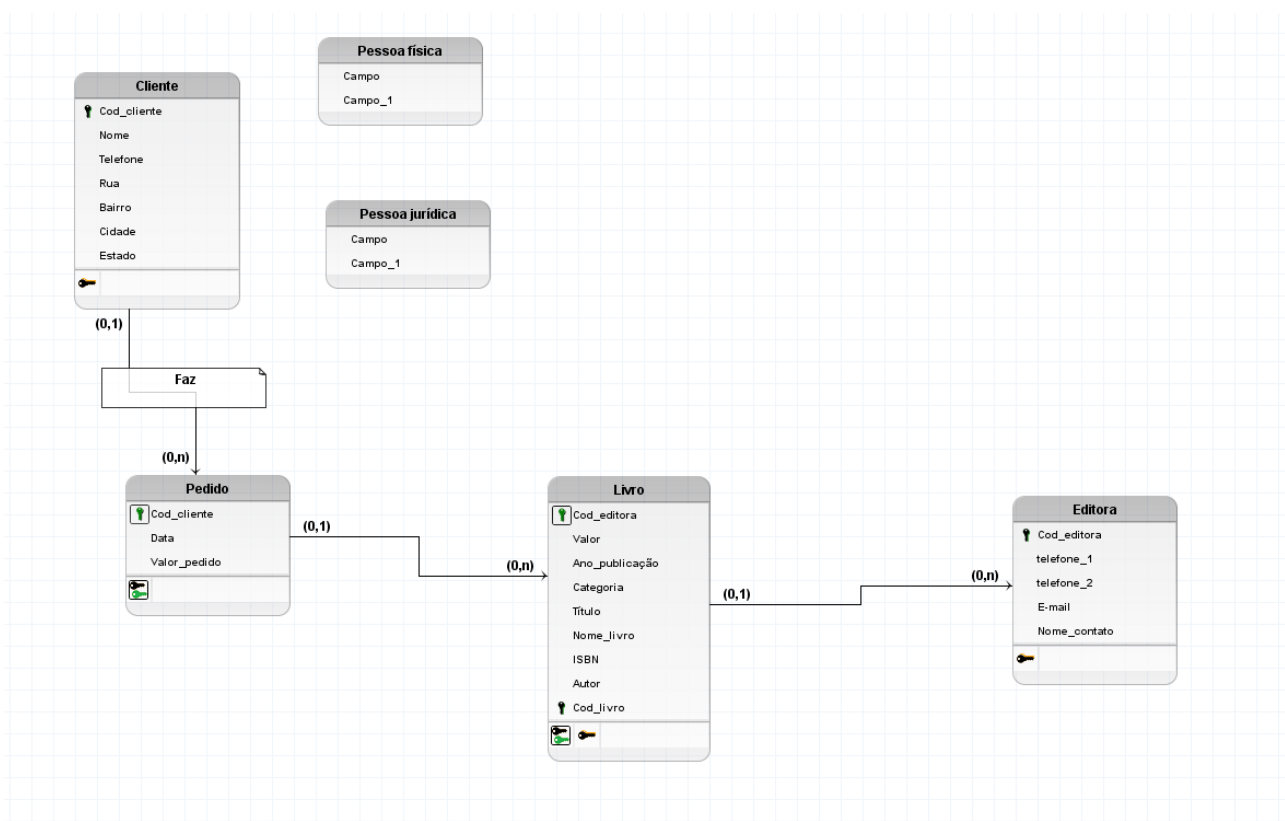 Cliente
Cod_cliente
Nome
Telefone
Rua
Bairro
Cidade
Estado
Pessoa física
Campo
Campo_1
Pessoa jurídica
Campo
Campo_1
(0,1)
Faz
(0,n)
Pedido
Cod_cliente
Data
Valor_pedido
(0,1)
(0,n)
Livro
Cod_editora
Valor
Ano_publicação
Categoria
Título
Nome_livro
ISBN
Autor
Cod_livro
(0,1)
(0,n)
Editora
Cod_editora
telefone_1
telefone_2
E-mail
Nome_contato